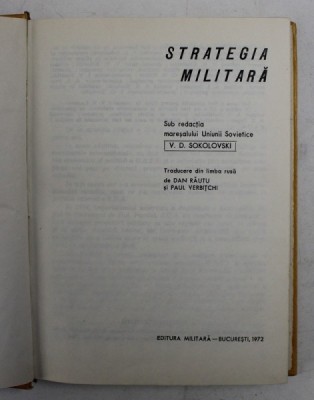 STRATEGIA
MILITARĂ
Sub redacția
mareșalului Uniunii Sovietice
V. D. SOKOLOVSKI
Traducere din limba rusă
de DAN RĂUTU
și PAUL VERBIȚCHI
EDITURA MILITARĂ—BUCUREȘTI, 1972